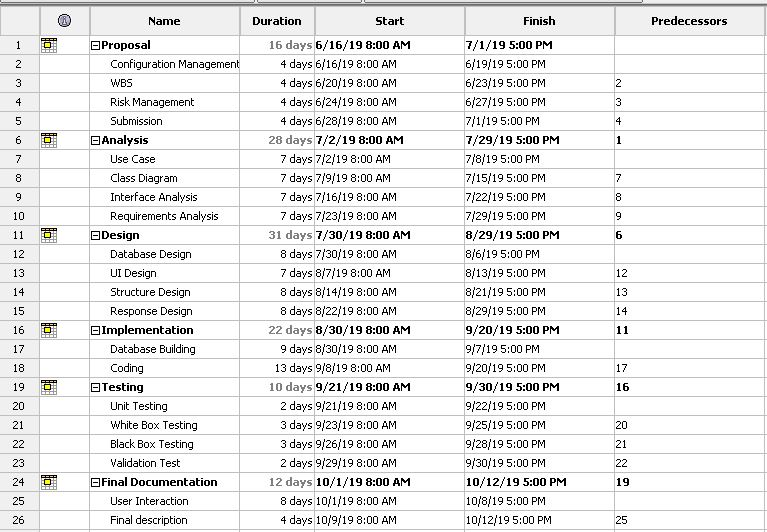 Name Duration Start Finish Predecessors
1 Proposal 16 days 6/16/19 8:00 AM 7/1/19 5:00 PM
2 Configuration Management 4 days 6/16/19 8:00 AM 6/19/19 5:00 PM
3 WBS 4 days 6/20/19 8:00 AM 6/23/19 5:00 PM 2
4 Risk Management 4 days 6/24/19 8:00 AM 6/27/19 5:00 PM 3
5 Submission 4 days 6/28/19 8:00 AM 7/1/19 5:00 PM 4
6 Analysis 28 days 7/2/19 8:00 AM 7/29/19 5:00 PM 1
7 Use Case 7 days 7/2/19 8:00 AM 7/8/19 5:00 PM
8 Class Diagram 7 days 7/9/19 8:00 AM 7/15/19 5:00 PM 7
9 Interface Analysis 7 days 7/16/19 8:00 AM 7/22/19 5:00 PM 8
10 Requirements Analysis 7 days 7/23/19 8:00 AM 7/29/19 5:00 PM 9
11 Design 31 days 7/30/19 8:00 AM 8/29/19 5:00 PM 6
12 Database Design 8 days 7/30/19 8:00 AM 8/6/19 5:00 PM
13 UI Design 7 days 8/7/19 8:00 AM 8/13/19 5:00 PM 12
14 Structure Design 8 days 8/14/19 8:00 AM 8/21/19 5:00 PM 13
15 Response Design 8 days 8/22/19 8:00 AM 8/29/19 5:00 PM 14
16 Implementation 22 days 8/30/19 8:00 AM 9/20/19 5:00 PM 11
17 Database Building 9 days 8/30/19 8:00 AM 9/7/19 5:00 PM
18 Coding 13 days 9/8/19 8:00 AM 9/20/19 5:00 PM 17
19 Testing 10 days 9/21/19 8:00 AM 9/30/19 5:00 PM 16
20 Unit Testing 2 days 9/21/19 8:00 AM 9/22/19 5:00 PM
21 White Box Testing 3 days 9/23/19 8:00 AM 9/25/19 5:00 PM 20
22 Black Box Testing 3 days 9/26/19 8:00 AM 9/28/19 5:00 PM 21
23 Validation Test 2 days 9/29/19 8:00 AM 9/30/19 5:00 PM 22
24 Final Documentation 12 days 10/1/19 8:00 AM 10/12/19 5:00 PM 19
25 User Interaction 8 days 10/1/19 8:00 AM 10/8/19 5:00 PM
26 Final description 4 days 10/9/19 8:00 AM 10/12/19 5:00 PM 25